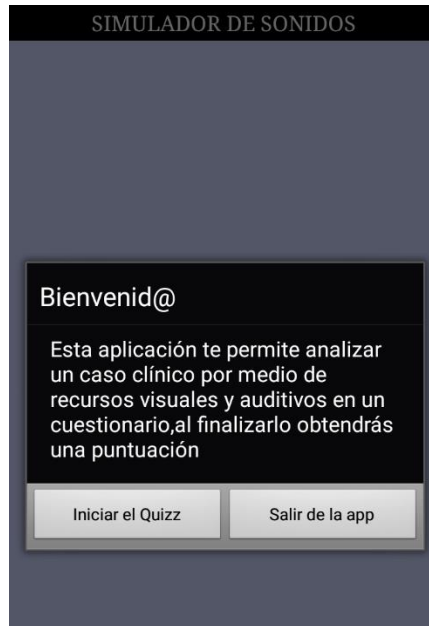 SIMULADOR DE SONIDOS
Bienvenid@
Esta aplicación te permite analizar
un caso clínico por medio de
recursos visuales y auditivos en un
cuestionario,al finalizarlo obtendrás
una puntuación
Iniciar el Quizz
Salir de la app